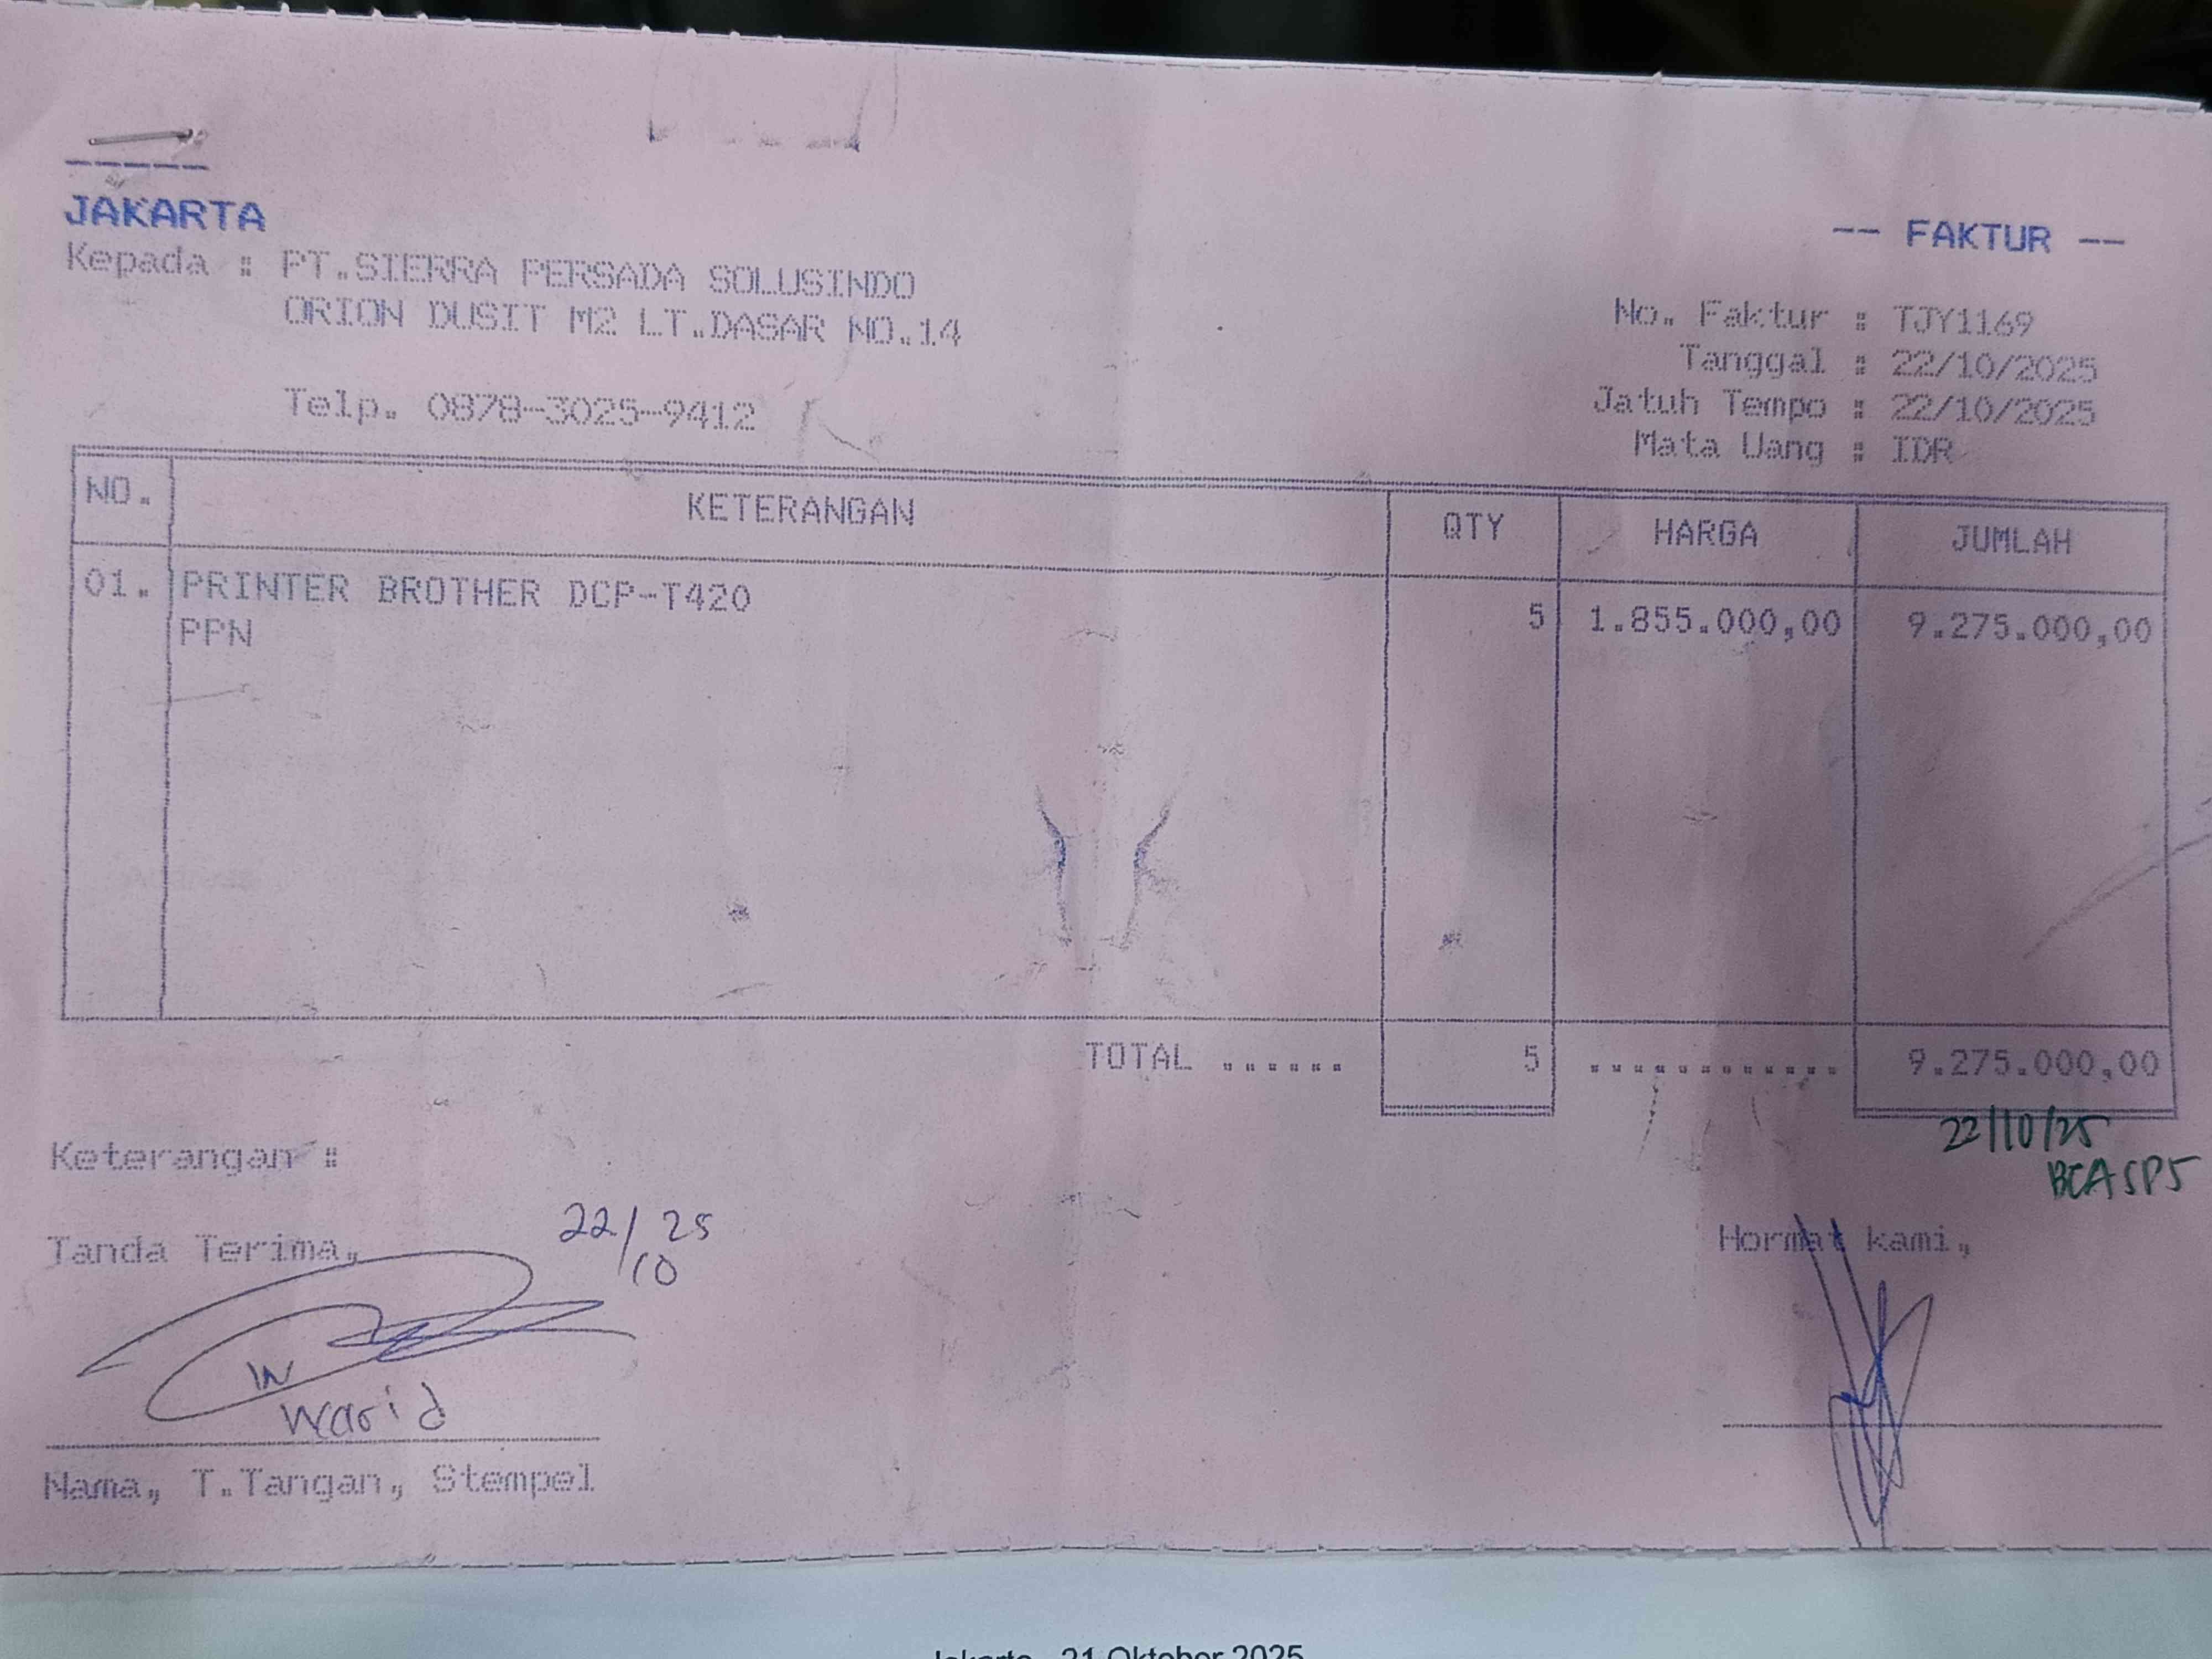 -----
JAKARTA
-- FAKTUR --
Kepada : PT.SIERRA PERSADA SOLUSINDO
ORION DUSIT M2 LT.DASAR NO.14
Telp. 0878-3025-9412
No. Faktur : TJY1169
Tanggal : 22/10/2025
Jatuh Tempo : 22/10/2025
Mata Uang : IDR
NO. KETERANGAN QTY HARGA JUMLAH
01. PRINTER BROTHER DCP-T420 5 1.855.000,00 9.275.000,00
PPN
TOTAL ...... 5 ............ 9.275.000,00
22/10/25
BCA SP5
Keterangan :
Tanda Terima,
22/10 25
Hormat kami,
Warid
Nama, T.Tangan, Stempel
Jakarta, 21 Oktober 2025